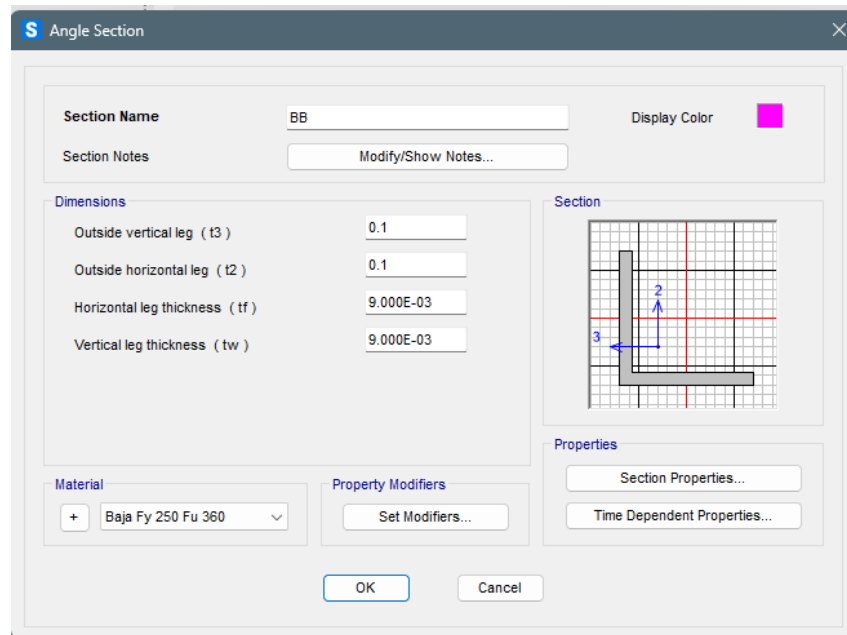 S Angle Section
Section Name BB Display Color
Section Notes Modify/Show Notes...
Dimensions
Outside vertical leg ( t3 ) 0.1
Outside horizontal leg ( t2 ) 0.1
Horizontal leg thickness ( tf ) 9.000E-03
Vertical leg thickness ( tw ) 9.000E-03
Section
2
3
Properties
Section Properties...
Time Dependent Properties...
Material
+ Baja Fy 250 Fu 360
Property Modifiers
Set Modifiers...
OK Cancel